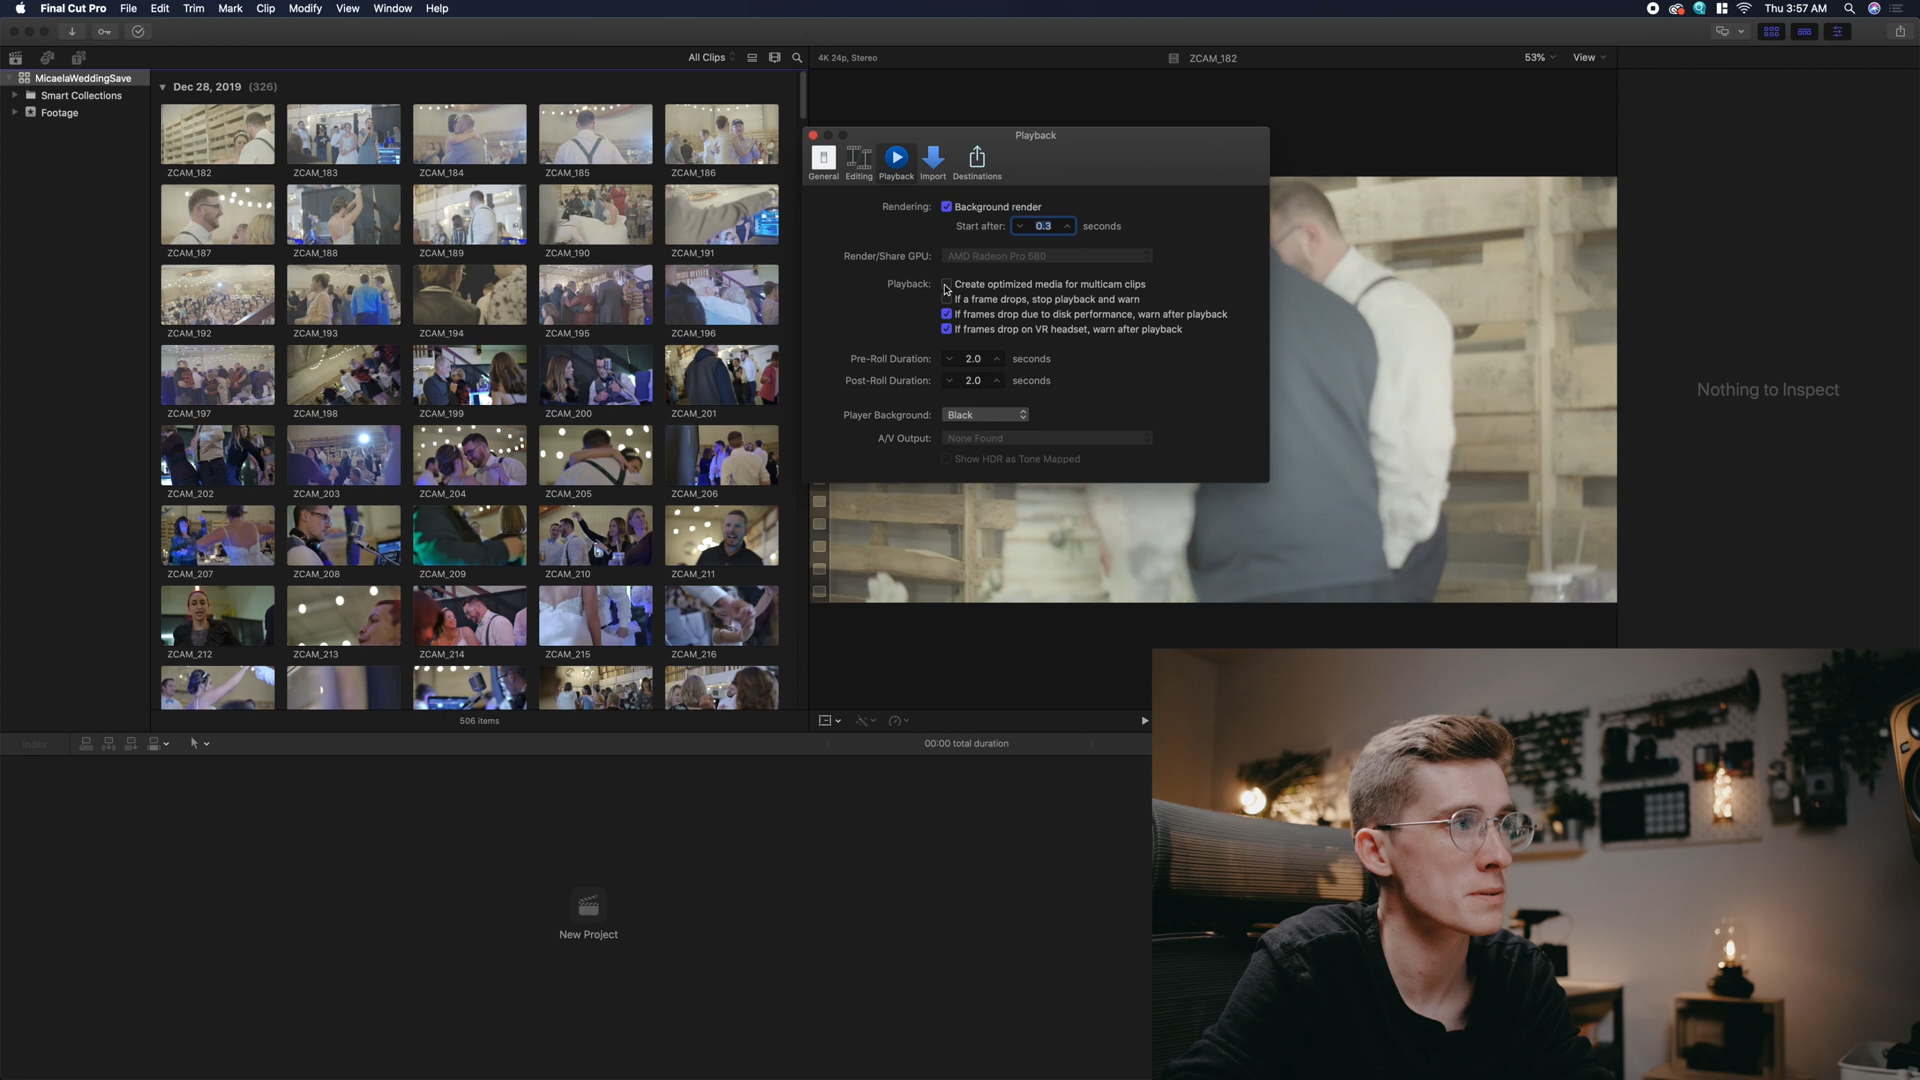 Final Cut Pro File Edit Trim Mark Clip Modify View Window Help Thu 3:57 AM
All Clips 4K 24p, Stereo ZCAM_182 53% View
MicaelaWeddingSave
Smart Collections
Footage
Dec 28, 2019 (326)
ZCAM_182 ZCAM_183 ZCAM_184 ZCAM_185 ZCAM_186
ZCAM_187 ZCAM_188 ZCAM_189 ZCAM_190 ZCAM_191
ZCAM_192 ZCAM_193 ZCAM_194 ZCAM_195 ZCAM_196
ZCAM_197 ZCAM_198 ZCAM_199 ZCAM_200 ZCAM_201
ZCAM_202 ZCAM_203 ZCAM_204 ZCAM_205 ZCAM_206
ZCAM_207 ZCAM_208 ZCAM_209 ZCAM_210 ZCAM_211
ZCAM_212 ZCAM_213 ZCAM_214 ZCAM_215 ZCAM_216
506 items
Playback
General Editing Playback Import Destinations
Rendering: Background render
Start after: 0.3 seconds
Render/Share GPU: AMD Radeon Pro 580
Playback: Create optimized media for multicam clips
If a frame drops, stop playback and warn
If frames drop due to disk performance, warn after playback
If frames drop on VR headset, warn after playback
Pre-Roll Duration: 2.0 seconds
Post-Roll Duration: 2.0 seconds
Player Background: Black
A/V Output: None Found
Show HDR as Tone Mapped
Nothing to Inspect
Index 00:00 total duration
New Project